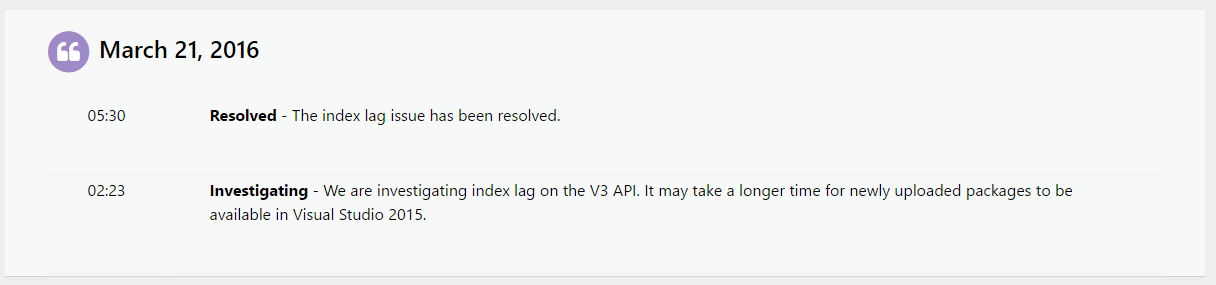 March 21, 2016
05:30 Resolved - The index lag issue has been resolved.
02:23 Investigating - We are investigating index lag on the V3 API. It may take a longer time for newly uploaded packages to be
available in Visual Studio 2015.